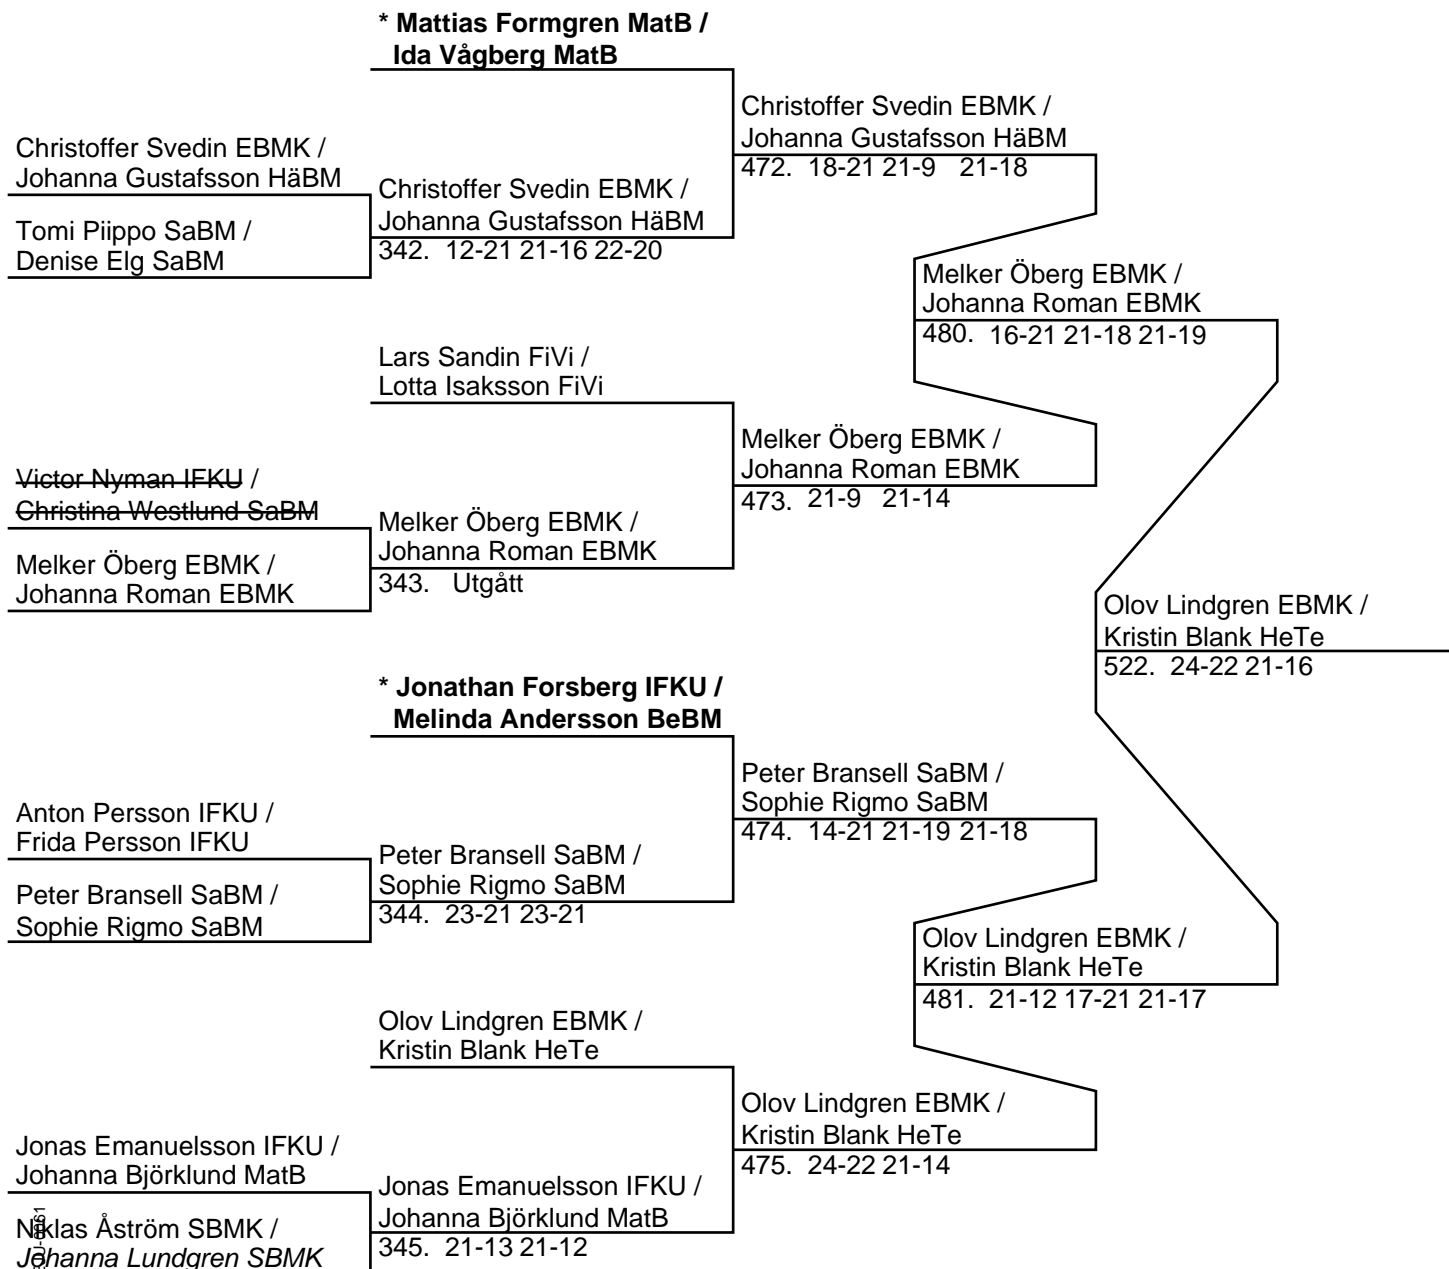 * Mattias Formgren MatB /
Ida Vågberg MatB
Christoffer Svedin EBMK /
Johanna Gustafsson HäBM
472. 18-21 21-9 21-18
Christoffer Svedin EBMK /
Johanna Gustafsson HäBM
Christoffer Svedin EBMK /
Johanna Gustafsson HäBM
342. 12-21 21-16 22-20
Tomi Piippo SaBM /
Denise Elg SaBM
Melker Öberg EBMK /
Johanna Roman EBMK
480. 16-21 21-18 21-19
Lars Sandin FiVi /
Lotta Isaksson FiVi
Melker Öberg EBMK /
Johanna Roman EBMK
473. 21-9 21-14
Victor Nyman IFKU /
Christina Westlund SaBM
Melker Öberg EBMK /
Johanna Roman EBMK
343. Utgått
Melker Öberg EBMK /
Johanna Roman EBMK
Olov Lindgren EBMK /
Kristin Blank HeTe
522. 24-22 21-16
* Jonathan Forsberg IFKU /
Melinda Andersson BeBM
Peter Bransell SaBM /
Sophie Rigmo SaBM
474. 14-21 21-19 21-18
Anton Persson IFKU /
Frida Persson IFKU
Peter Bransell SaBM /
Sophie Rigmo SaBM
344. 23-21 23-21
Peter Bransell SaBM /
Sophie Rigmo SaBM
Olov Lindgren EBMK /
Kristin Blank HeTe
481. 21-12 17-21 21-17
Olov Lindgren EBMK /
Kristin Blank HeTe
Olov Lindgren EBMK /
Kristin Blank HeTe
475. 24-22 21-14
Jonas Emanuelsson IFKU /
Johanna Björklund MatB
Jonas Emanuelsson IFKU /
Johanna Björklund MatB
345. 21-13 21-12
Niklas Åström SBMK /
Johanna Lundgren SBMK